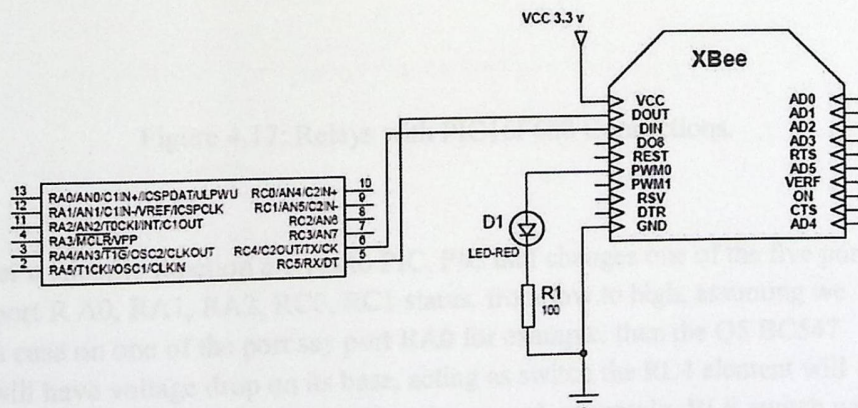 VCC 3.3 v
XBee
VCC
DOUT
DIN
DO8
REST
PWM0
PWM1
RSV
DTR
GND
AD0
AD1
AD2
AD3
RTS
AD5
VERF
ON
CTS
AD4
13 RA0/AN0/C1IN+/ICSPDAT/ULPWU RC0/AN4/C2IN+ 10
12 RA1/AN1/C1IN-/VREF/ICSPCLK RC1/AN5/C2IN- 9
11 RA2/AN2/T0CKI/INT/C1OUT RC2/AN6 8
4 RA3/MCLR/VPP RC3/AN7 7
3 RA4/AN3/T1G/OSC2/CLKOUT RC4/C2OUT/TX/CK 6
2 RA5/T1CKI/OSC1/CLKIN RC5/RX/DT 5
D1
LED-RED
R1
100
Figure 4.17: Relays with PIC
changes one of the five
port R A0, RA1, RA2, RC0, RC1 status, from low to high, assuming we
case on one of the port say port RA0 for example, then the Q8 BC547
will have voltage drop on its base, acting as switch the RL4 element will